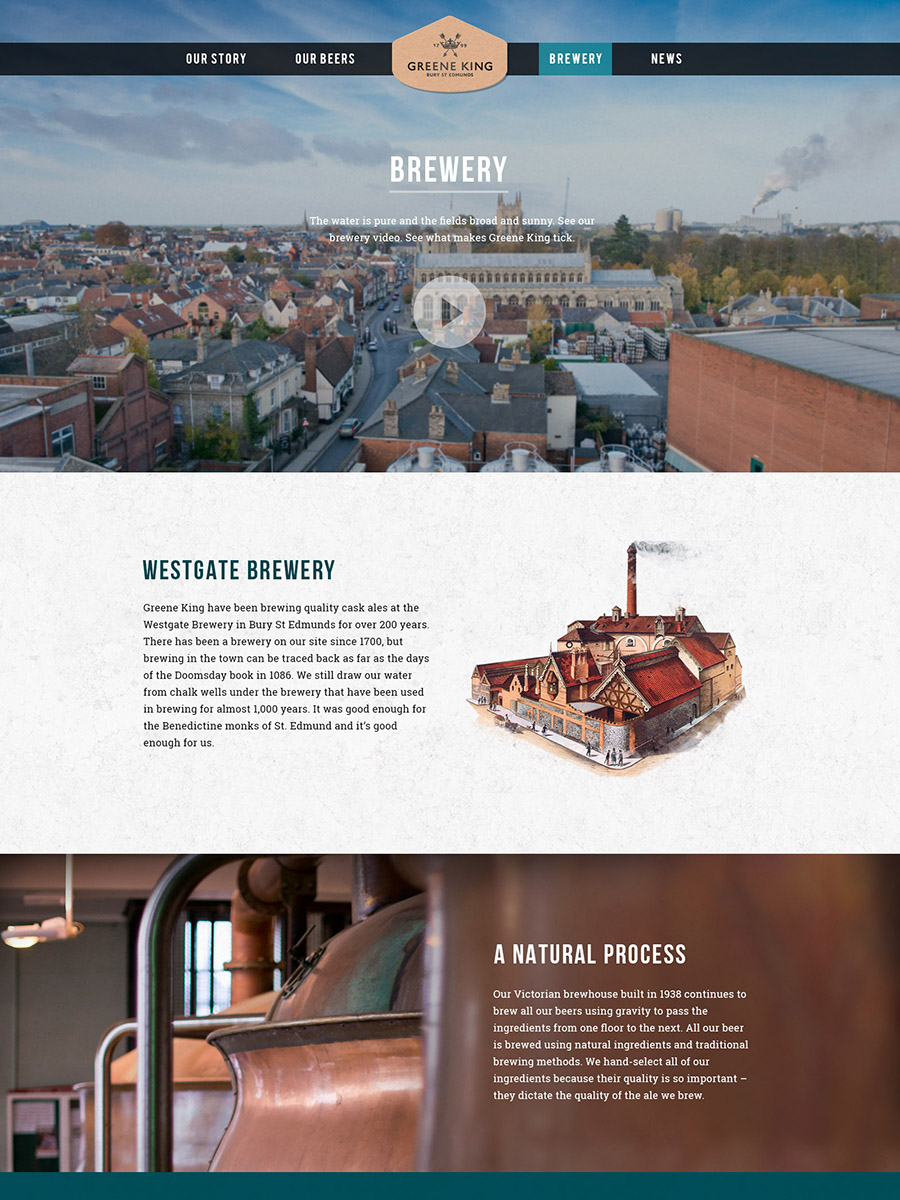 OUR STORY
OUR BEERS
17 99
GREENE KING
BURY ST EDMUNDS
BREWERY
NEWS
BREWERY
The water is pure and the fields broad and sunny. See our
brewery video. See what makes Greene King tick.
WESTGATE BREWERY
Greene King have been brewing quality cask ales at the
Westgate Brewery in Bury St Edmunds for over 200 years.
There has been a brewery on our site since 1700, but
brewing in the town can be traced back as far as the days
of the Doomsday book in 1086. We still draw our water
from chalk wells under the brewery that have been used
in brewing for almost 1,000 years. It was good enough for
the Benedictine monks of St. Edmund and it's good
enough for us.
A NATURAL PROCESS
Our Victorian brewhouse built in 1938 continues to
brew all our beers using gravity to pass the
ingredients from one floor to the next. All our beer
is brewed using natural ingredients and traditional
brewing methods. We hand-select all of our
ingredients because their quality is so important –
they dictate the quality of the ale we brew.